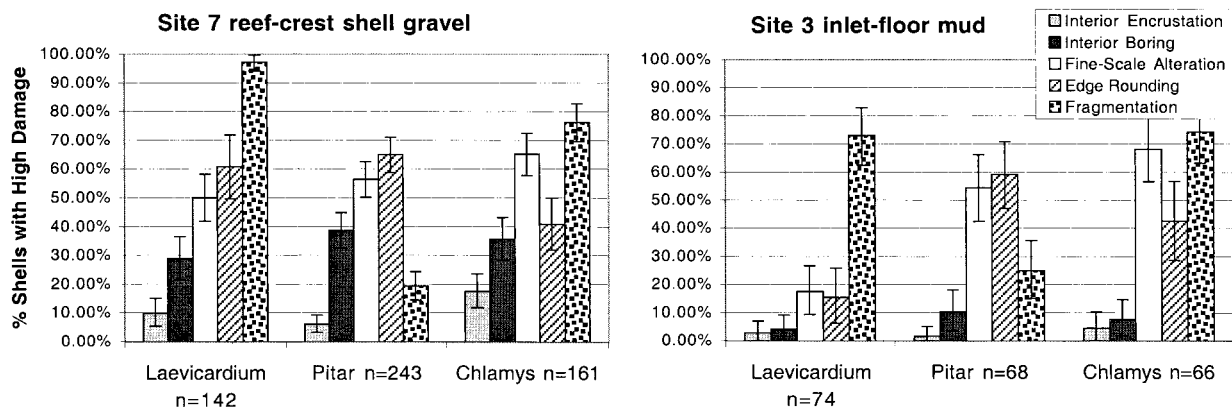 Site 7 reef-crest shell gravel
% Shells with High Damage
100.00%
90.00%
80.00%
70.00%
60.00%
50.00%
40.00%
30.00%
20.00%
10.00%
0.00%
Laevicardium
n=142
Pitar n=243
Chlamys n=161
Site 3 inlet-floor mud
Interior Encrustation
Interior Boring
Fine-Scale Alteration
Edge Rounding
Fragmentation
100.00%
90.00%
80.00%
70.00%
60.00%
50.00%
40.00%
30.00%
20.00%
10.00%
0.00%
Laevicardium
n=74
Pitar n=68
Chlamys n=66